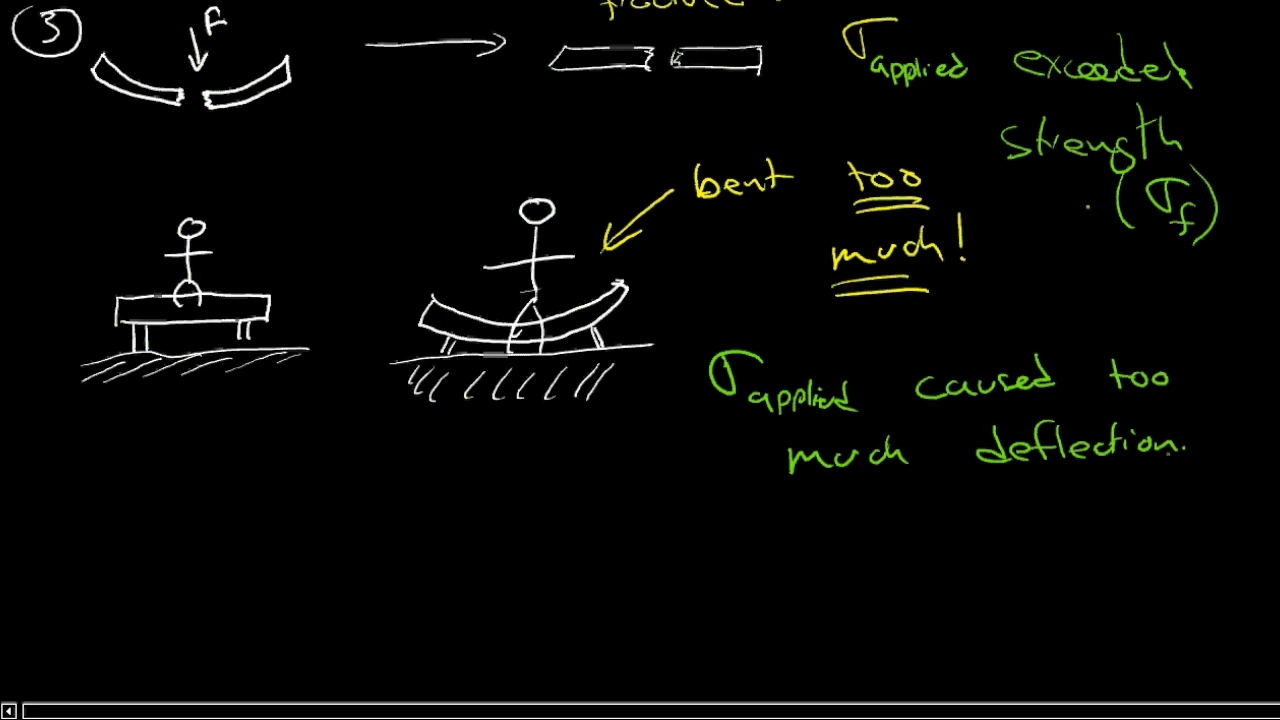 3
F
σapplied exceeded
strength
(σf)
bent too
much!
σapplied caused too
much deflection.